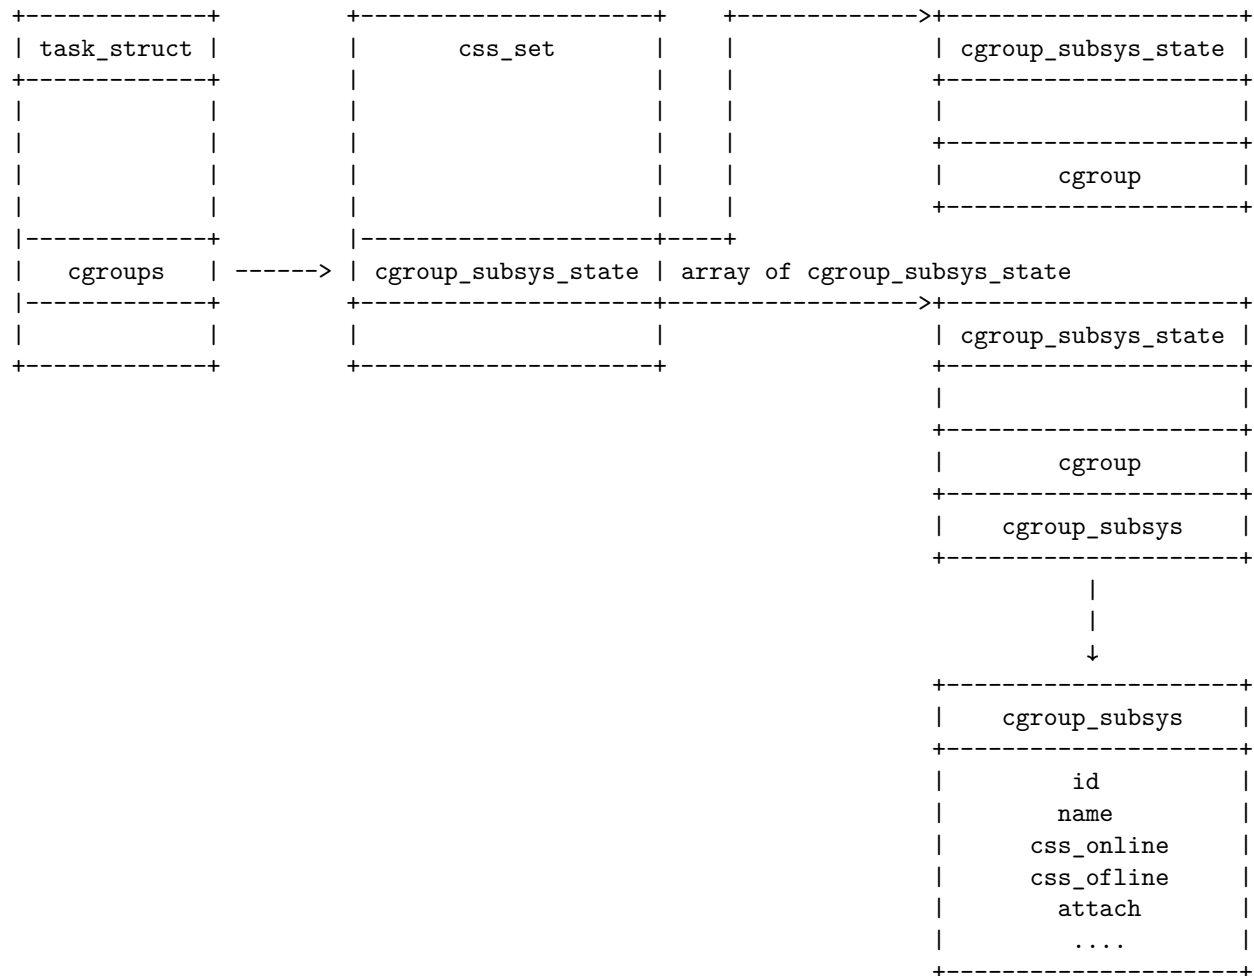 task_struct css_set cgroup_subsys_state
cgroup
cgroups ------> cgroup_subsys_state array of cgroup_subsys_state
cgroup_subsys_state
cgroup
cgroup_subsys
↓
cgroup_subsys
id
name
css_online
css_ofline
attach
....